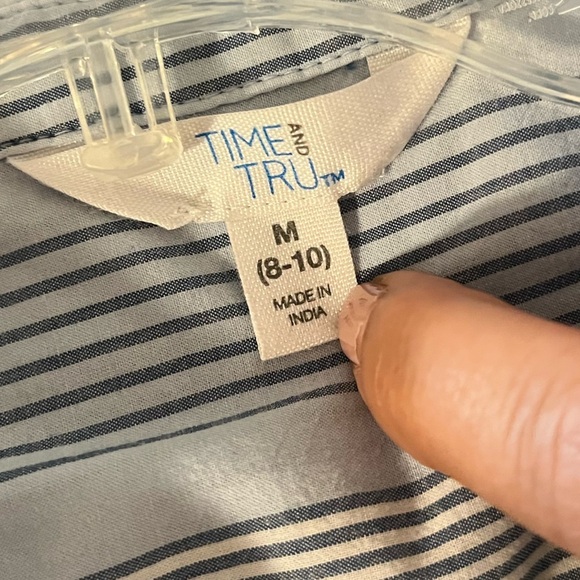 TIME AND
TRU™
M
(8-10)
MADE IN
INDIA